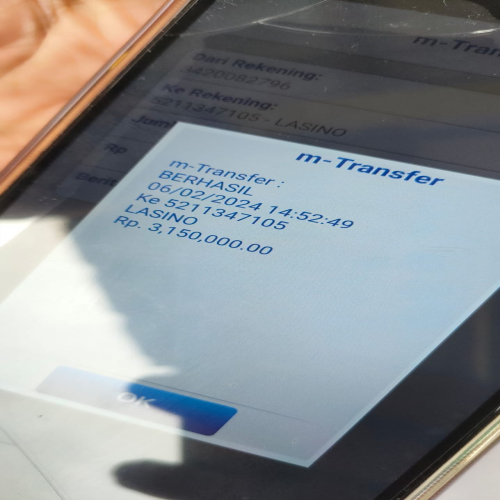 m-Tran
Dari Rekening:
Ke Rekening:
5211347105 - LASINO
Rp
m-Transfer
m-Transfer :
BERHASIL
06/02/2024 14:52:49
Ke 5211347105
LASINO
Rp. 3,150,000.00
OK